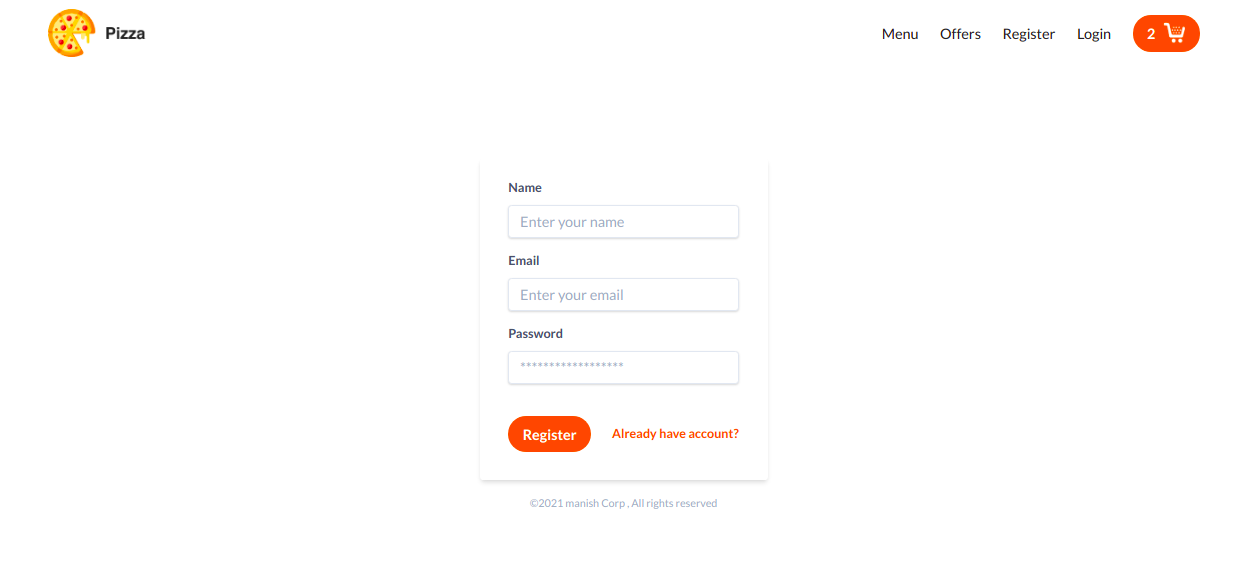 Pizza
Menu Offers Register Login 2
Name
Enter your name
Email
Enter your email
Password
******************
Register Already have account?
©2021 manish Corp , All rights reserved